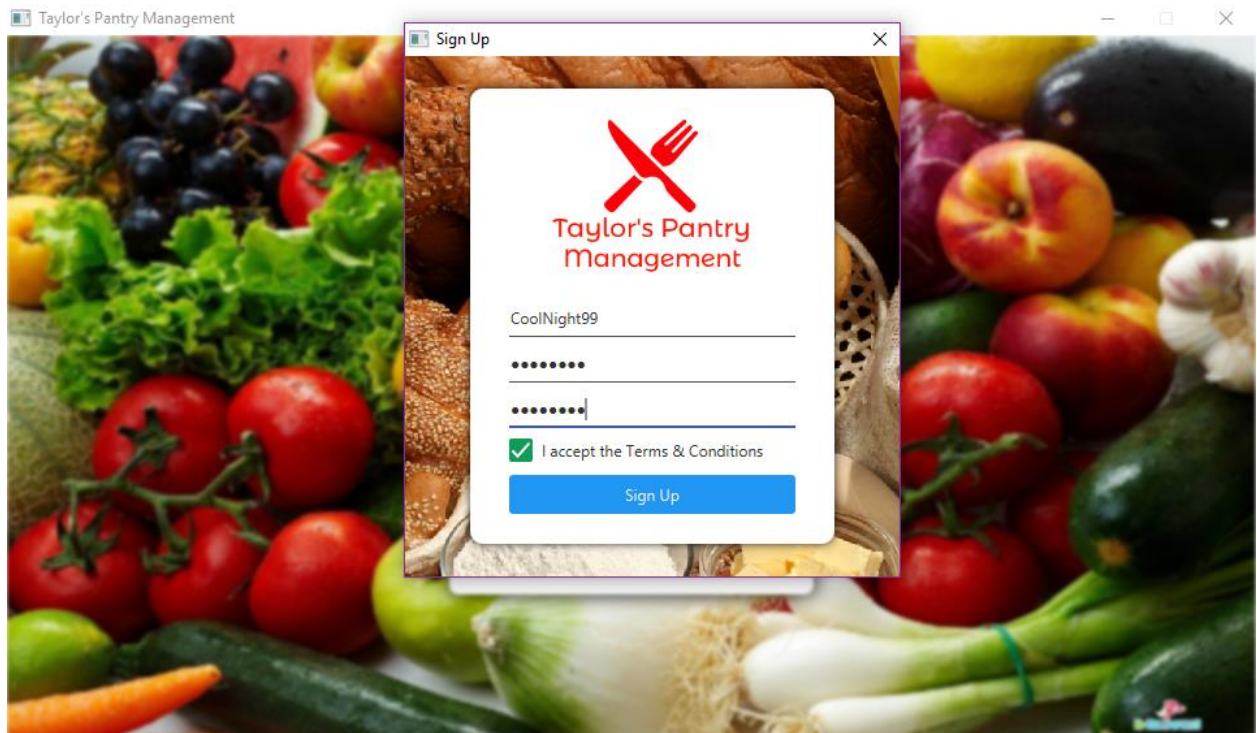 Taylor's Pantry Management
Sign Up
Taylor's Pantry
Management
CoolNight99
••••••••
••••••••
I accept the Terms & Conditions
Sign Up